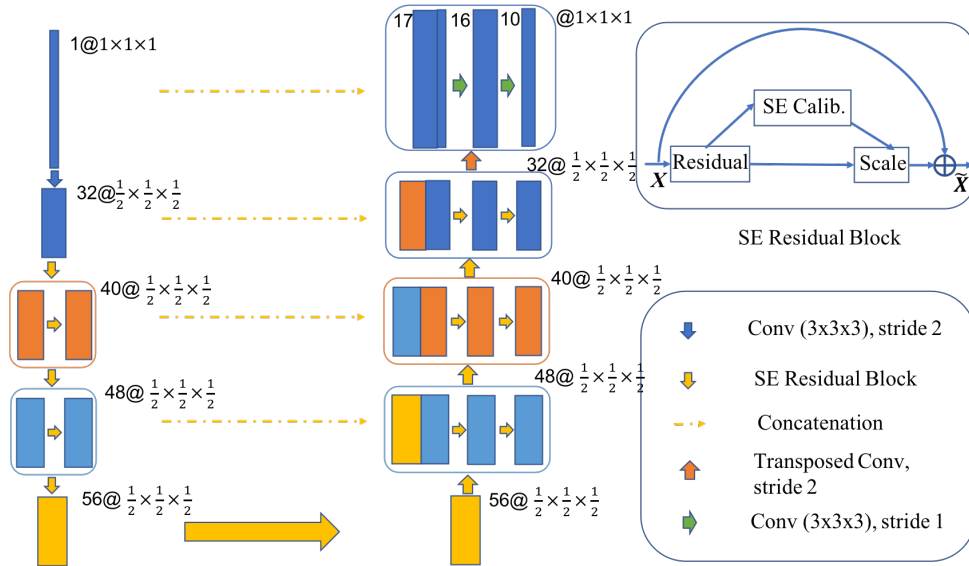 1@1×1×1
32@ 1/2 × 1/2 × 1/2
40@ 1/2 × 1/2 × 1/2
48@ 1/2 × 1/2 × 1/2
56@ 1/2 × 1/2 × 1/2
17 16 10 @1×1×1
32@ 1/2 × 1/2 × 1/2
40@ 1/2 × 1/2 × 1/2
48@ 1/2 × 1/2 × 1/2
56@ 1/2 × 1/2 × 1/2
SE Calib.
Residual
Scale
X
X̃
SE Residual Block
Conv (3x3x3), stride 2
SE Residual Block
Concatenation
Transposed Conv,
stride 2
Conv (3x3x3), stride 1